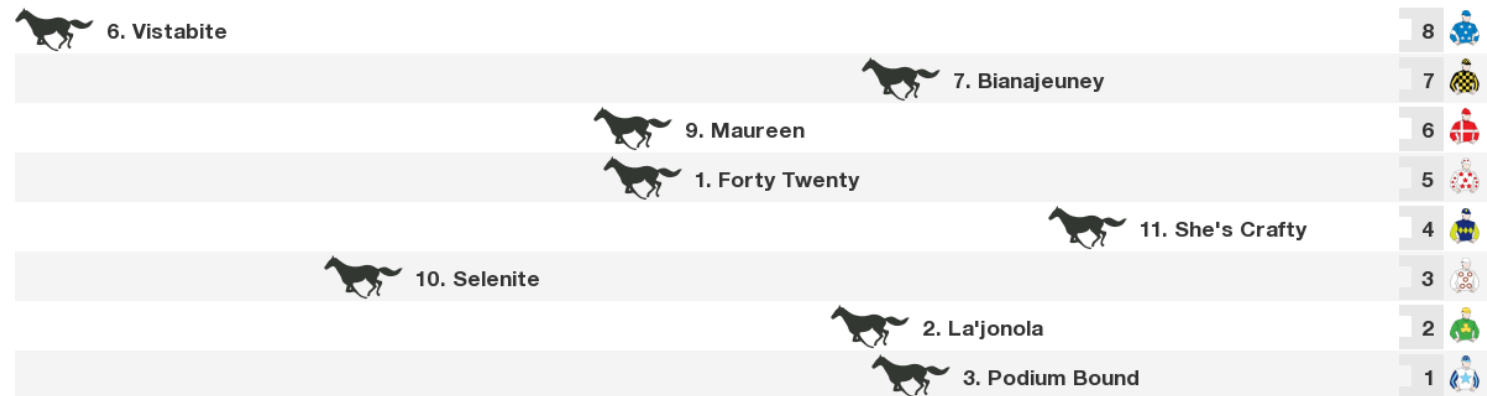 6. Vistabite 8
7. Bianajeuney 7
9. Maureen 6
1. Forty Twenty 5
11. She's Crafty 4
10. Selenite 3
2. La'jonola 2
3. Podium Bound 1